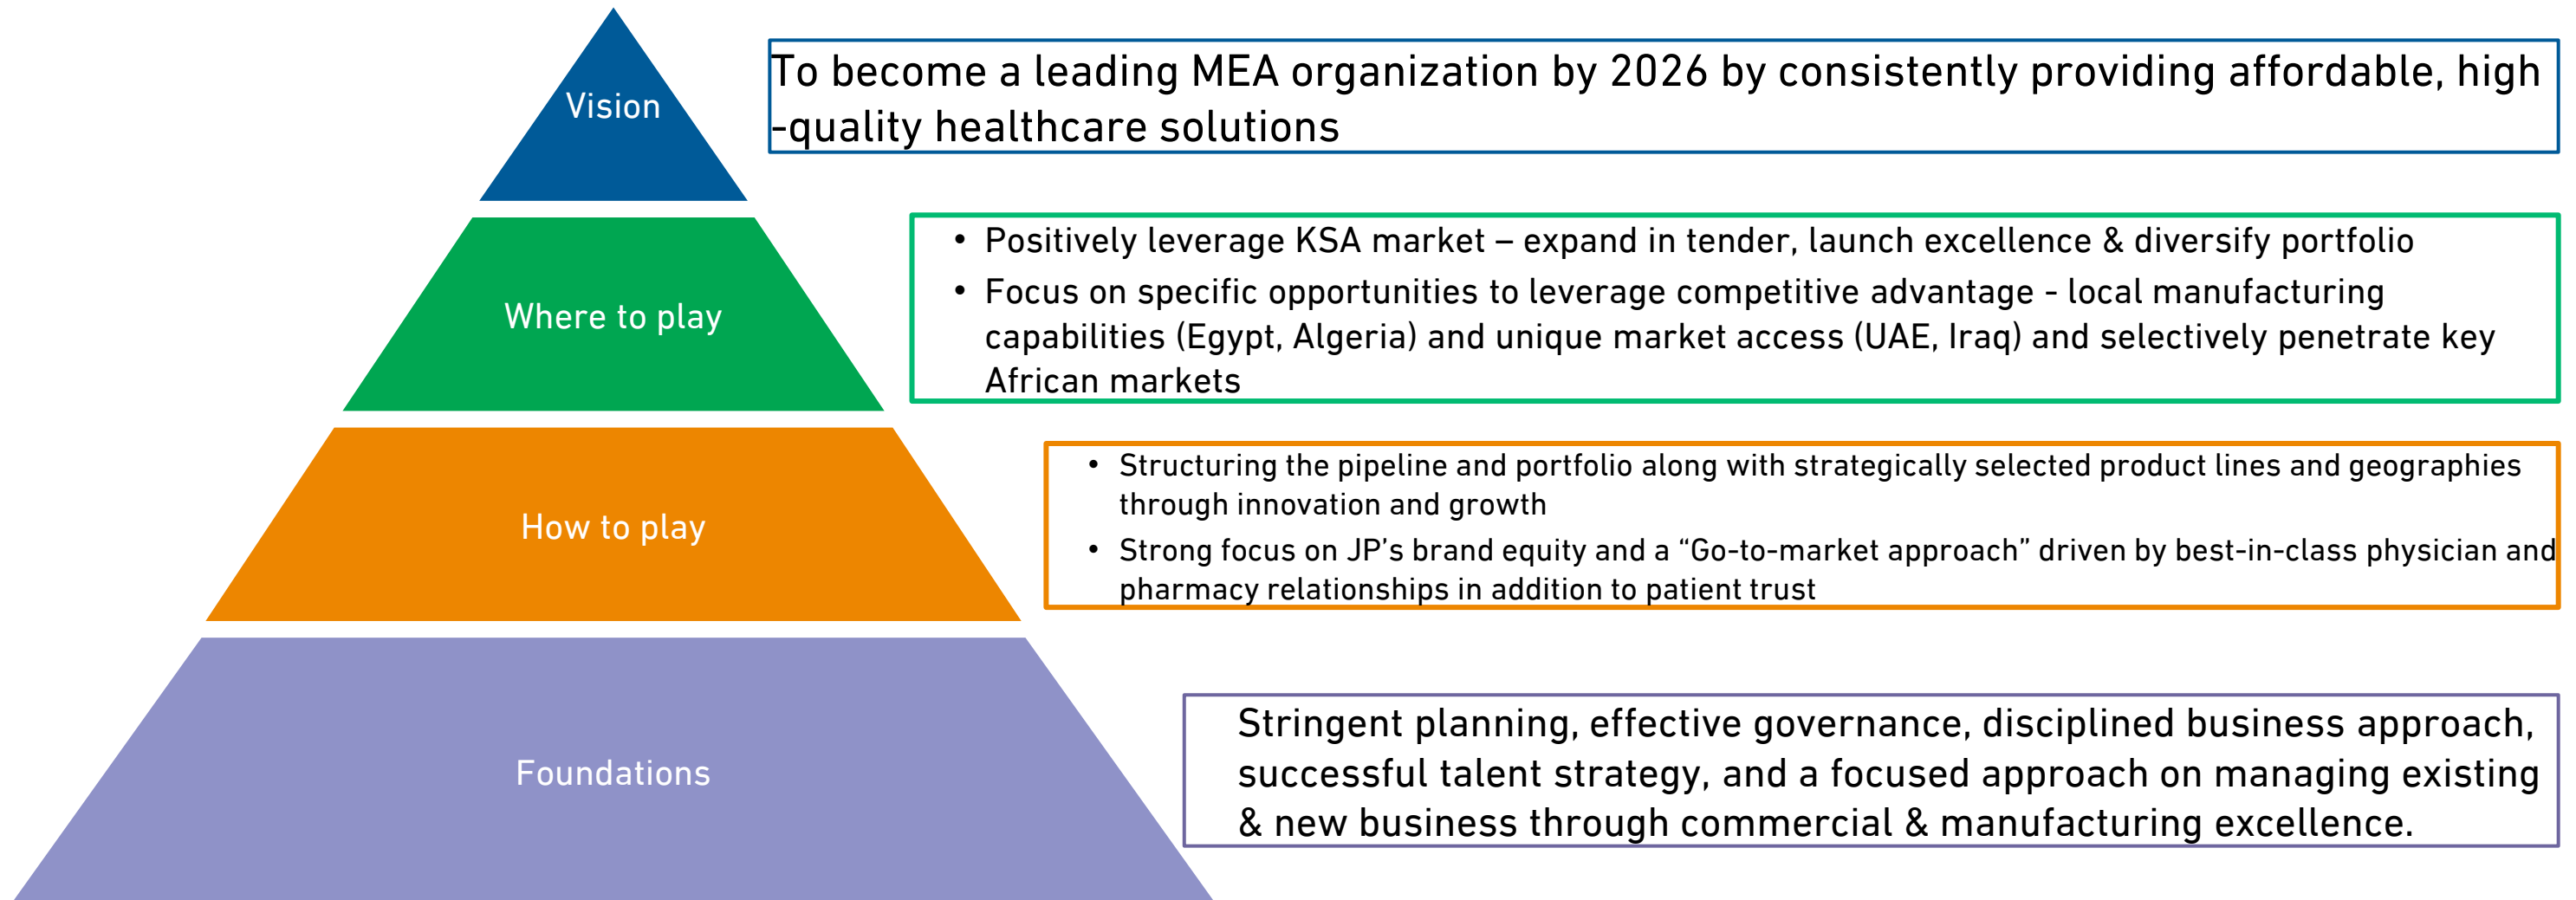 Vision
To become a leading MEA organization by 2026 by consistently providing affordable, high
-quality healthcare solutions
Where to play
• Positively leverage KSA market – expand in tender, launch excellence & diversify portfolio
• Focus on specific opportunities to leverage competitive advantage - local manufacturing
capabilities (Egypt, Algeria) and unique market access (UAE, Iraq) and selectively penetrate key
African markets
How to play
• Structuring the pipeline and portfolio along with strategically selected product lines and geographies
through innovation and growth
• Strong focus on JP’s brand equity and a “Go-to-market approach” driven by best-in-class physician and
pharmacy relationships in addition to patient trust
Foundations
Stringent planning, effective governance, disciplined business approach,
successful talent strategy, and a focused approach on managing existing
& new business through commercial & manufacturing excellence.